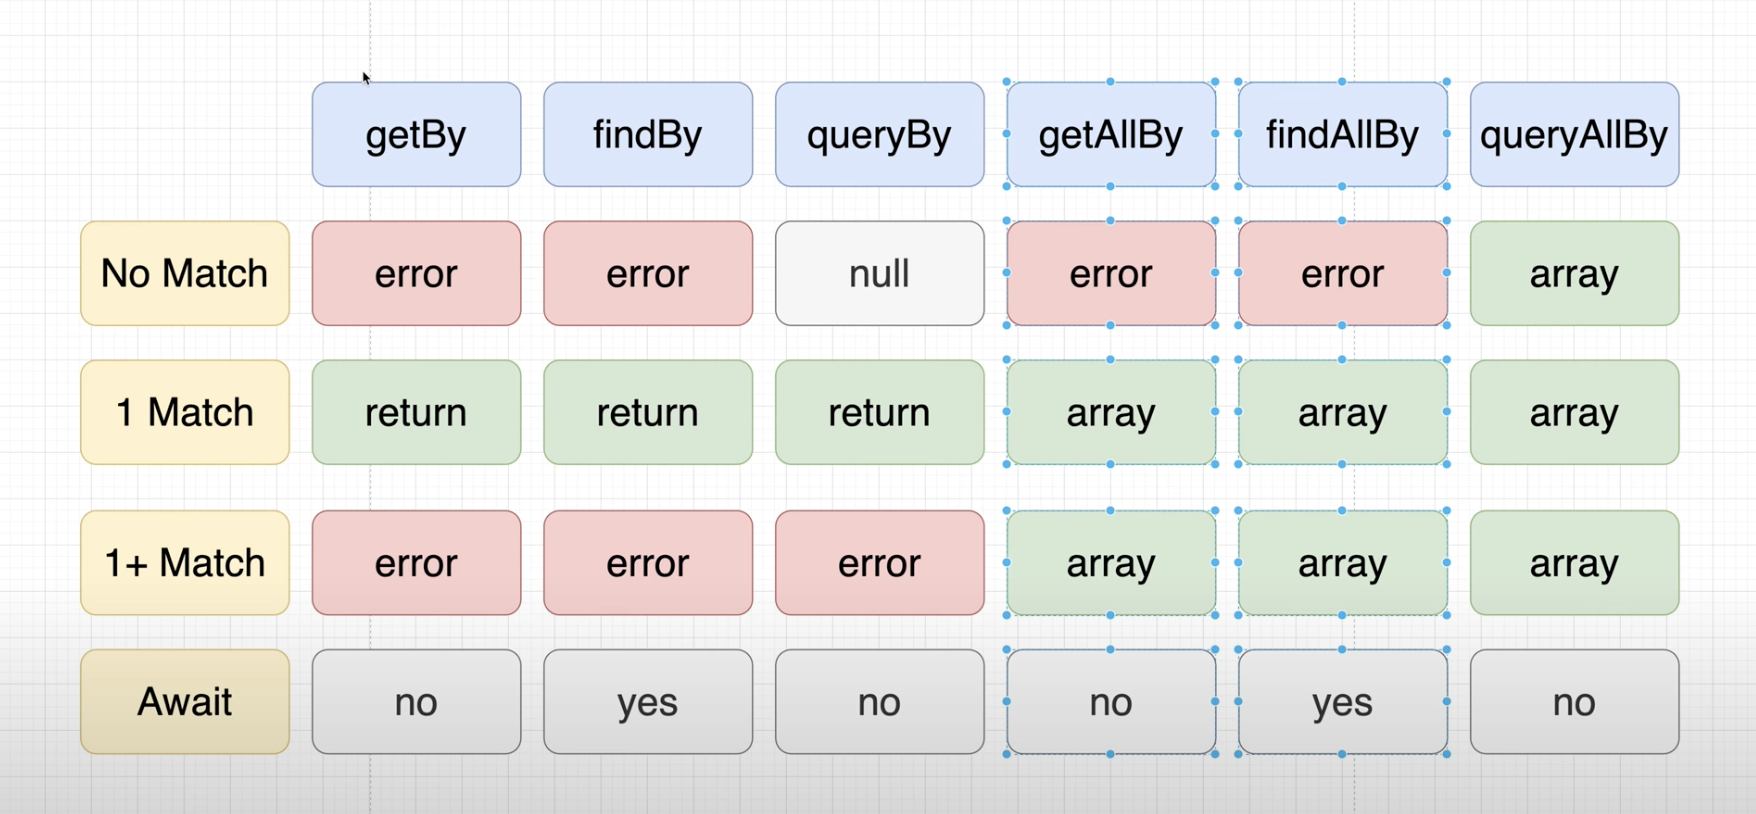 getBy findBy queryBy getAllBy findAllBy queryAllBy
No Match error error null error error array
1 Match return return return array array array
1+ Match error error error array array array
Await no yes no no yes no